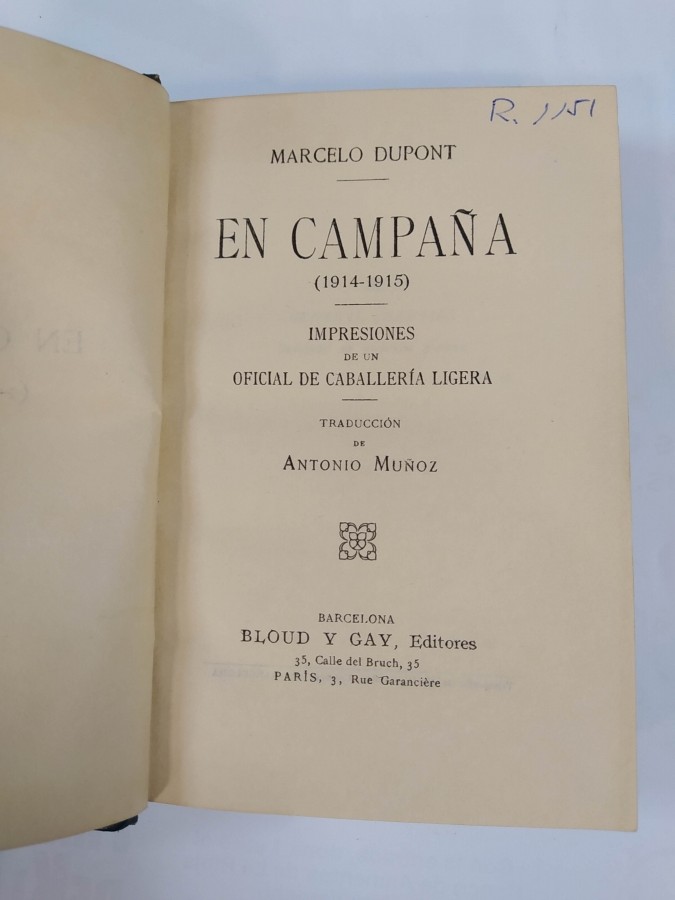 R. 1151
MARCELO DUPONT
EN CAMPAÑA
(1914-1915)
IMPRESIONES
DE UN
OFICIAL DE CABALLERÍA LIGERA
TRADUCCIÓN
DE
ANTONIO MUÑOZ
BARCELONA
BLOUD Y GAY, Editores
35, Calle del Bruch, 35
PARÍS, 3, Rue Garancière